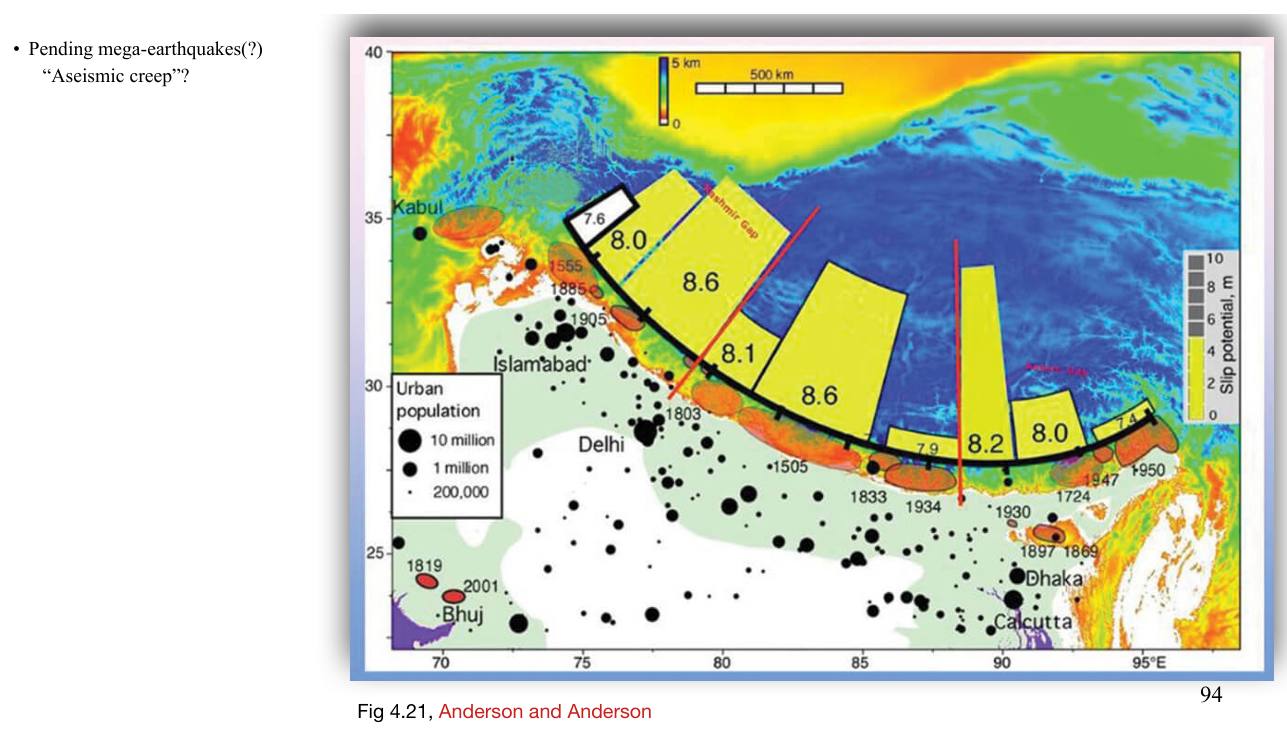 • Pending mega-earthquakes(?)
“Aseismic creep”?
40
35
30
25
5 km
0
500 km
Kashmir Gap
Kabul
7.6
8.0
8.6
8.1
8.6
7.9
8.2
8.0
7.4
10
8
6
4
2
0
Slip potential, m
1555
1885
1905
Islamabad
Urban
population
10 million
1 million
200,000
Delhi
1803
1505
1833
1934
1930
1724
1947
1950
1897
1869
1819
2001
Bhuj
Dhaka
Calcutta
70
75
80
85
90
95°E
94
Fig 4.21, Anderson and Anderson